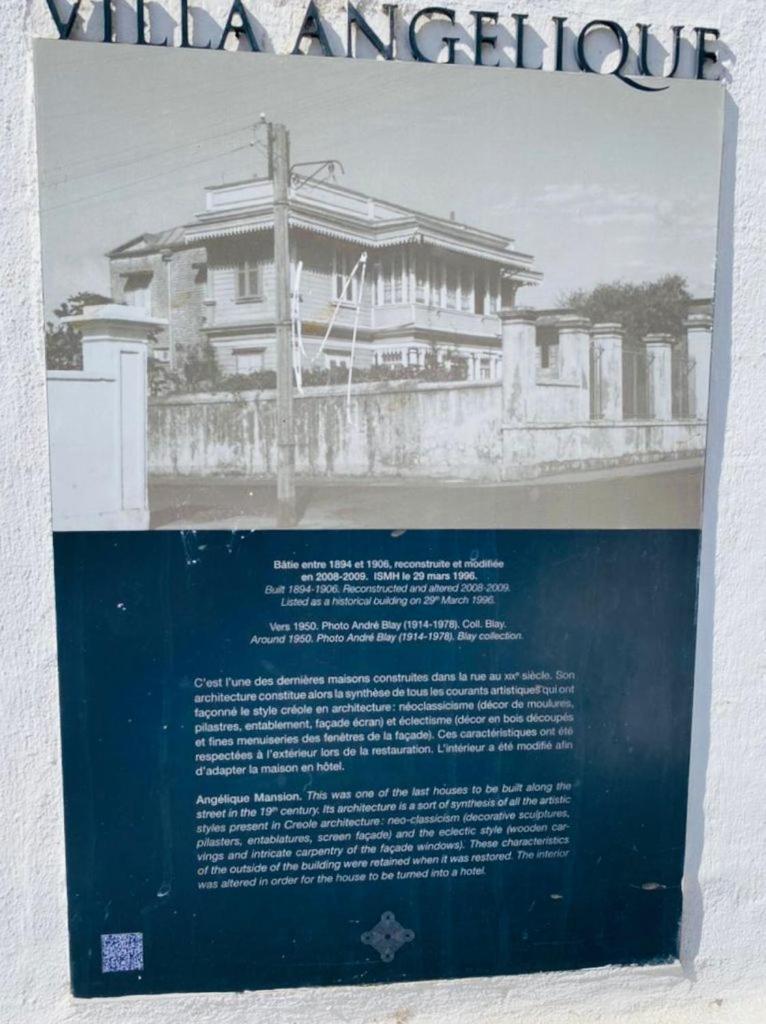 VILLA ANGELIQUE
Bâtie entre 1894 et 1906, reconstruite et modifiée
en 2008-2009. ISMH le 29 mars 1996.
Built 1894-1906. Reconstructed and altered 2008-2009.
Listed as a historical building on 29th March 1996.
Vers 1950. Photo André Blay (1914-1978). Coll. Blay.
Around 1950. Photo André Blay (1914-1978). Blay collection.
C'est l'une des dernières maisons construites dans la rue au XIXe siècle. Son
architecture constitue alors la synthèse de tous les courants artistiques qui ont
façonné le style créole en architecture : néoclassicisme (décor de moulures,
pilastres, entablement, façade écran) et éclectisme (décor en bois découpés
et fines menuiseries des fenêtres de la façade). Ces caractéristiques ont été
respectées à l'extérieur lors de la restauration. L'intérieur a été modifié afin
d'adapter la maison en hôtel.
Angélique Mansion. This was one of the last houses to be built along the
street in the 19th century. Its architecture is a sort of synthesis of all the artistic
styles present in Creole architecture : neo-classicism (decorative sculptures,
pilasters, entablatures, screen façade) and the eclectic style (wooden car-
vings and intricate carpentry of the façade windows). These characteristics
of the outside of the building were retained when it was restored. The interior
was altered in order for the house to be turned into a hotel.